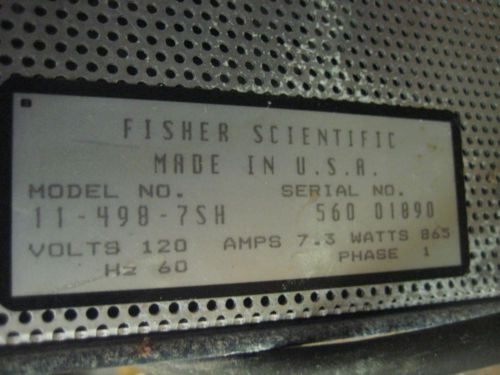 FISHER SCIENTIFIC
MADE IN U.S.A.
MODEL NO. SERIAL NO.
11-498-7SH 560 01890
VOLTS 120 AMPS 7.3 WATTS 865
Hz 60 PHASE 1